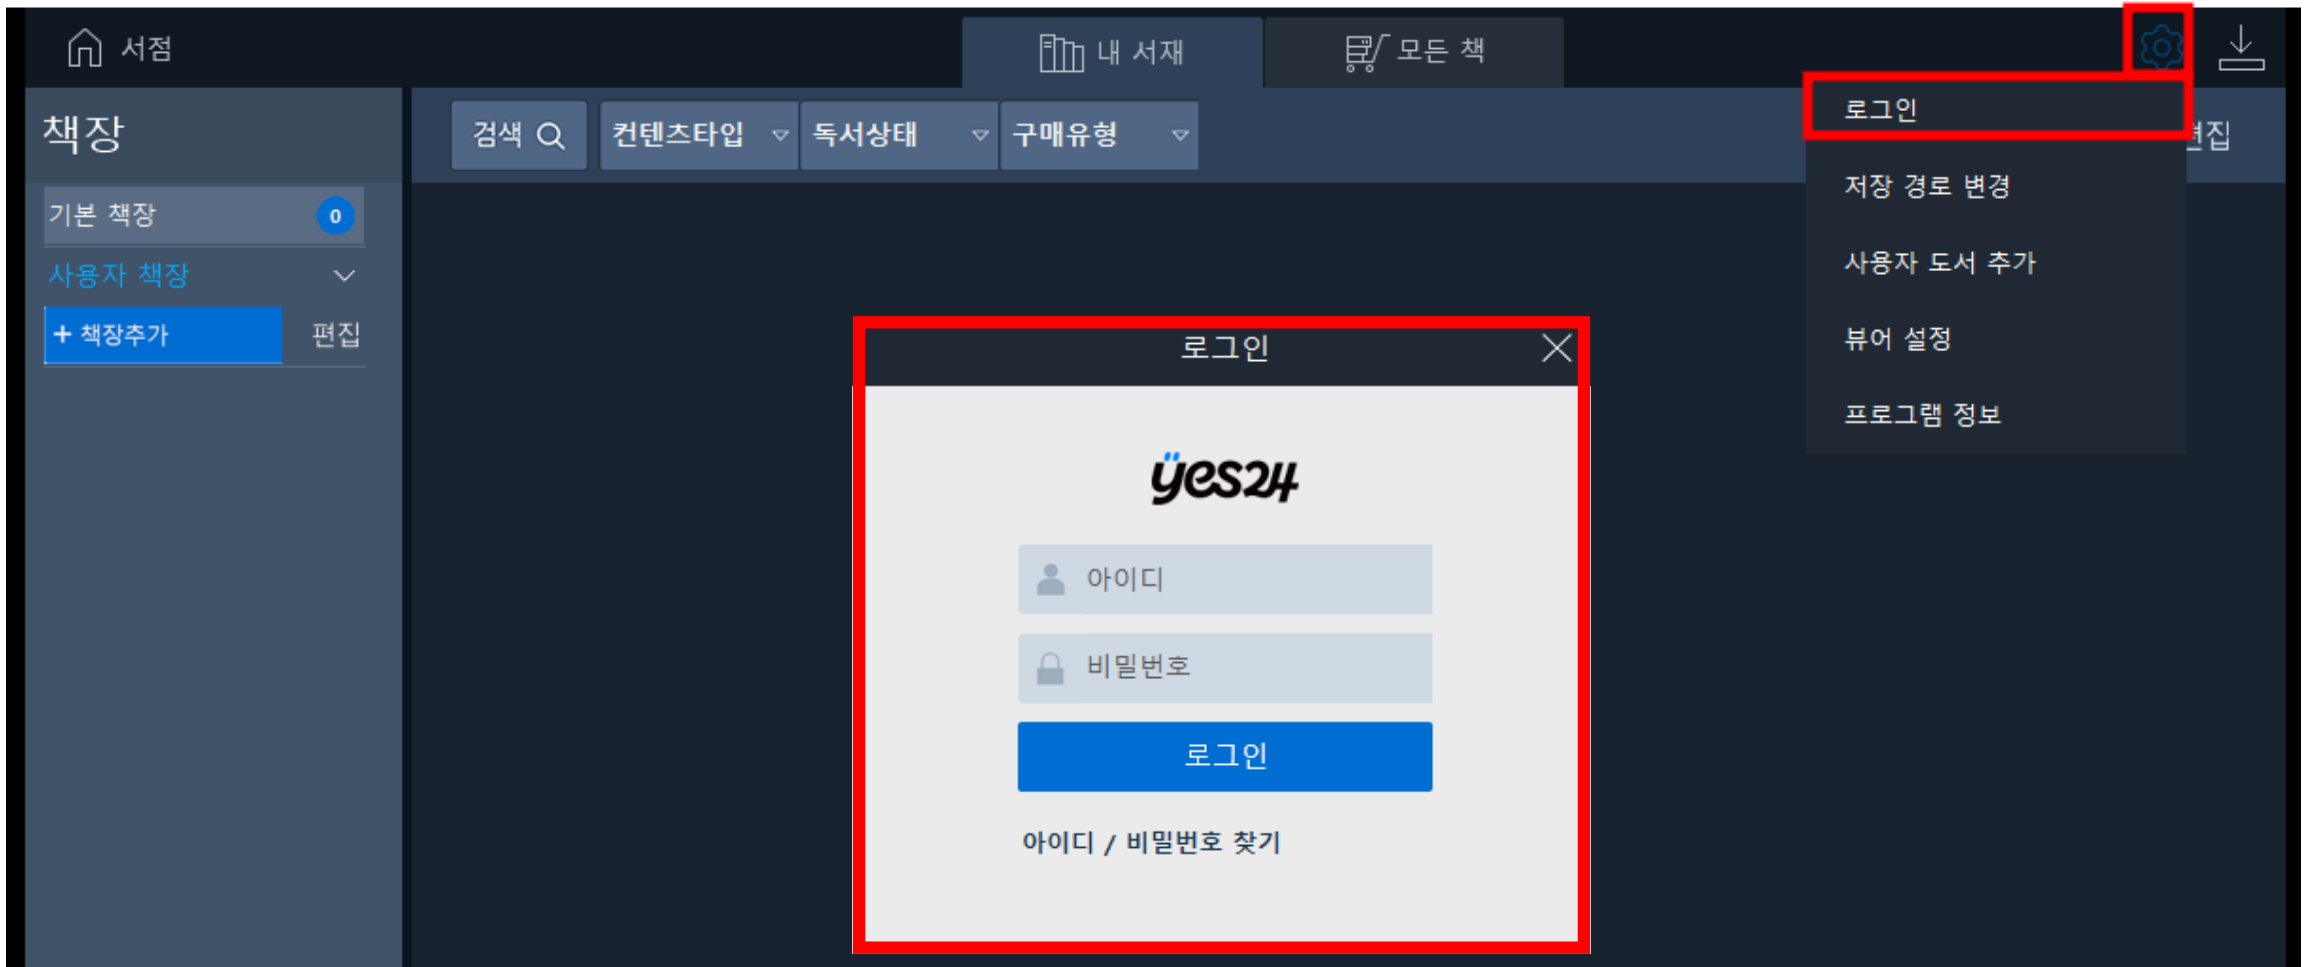 서점
내 서재
모든 책
책장
검색
컨텐츠타입
독서상태
구매유형
로그인
편집
저장 경로 변경
기본 책장
0
사용자 책장
사용자 도서 추가
+ 책장추가
편집
뷰어 설정
프로그램 정보
로그인
yes24
아이디
비밀번호
로그인
아이디 / 비밀번호 찾기